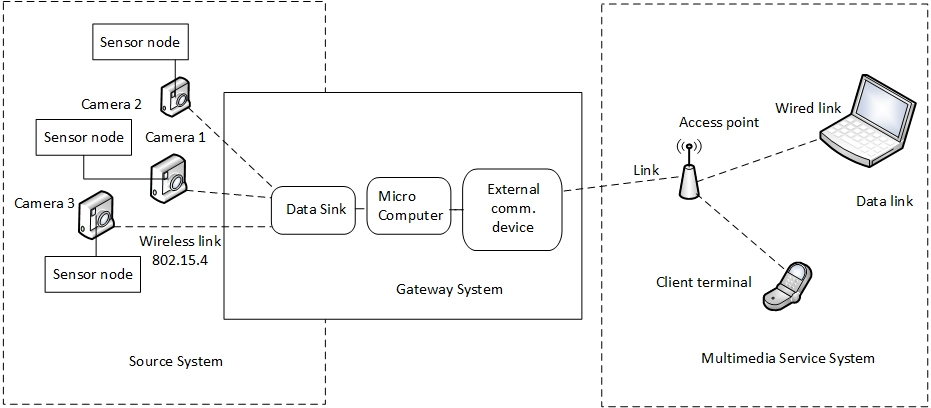 Sensor node
Camera 2
Sensor node
Camera 1
Camera 3
Sensor node
Wireless link
802.15.4
Data Sink
Micro
Computer
External
comm.
device
Gateway System
Source System
Link
Access point
Wired link
Data link
Client terminal
Multimedia Service System